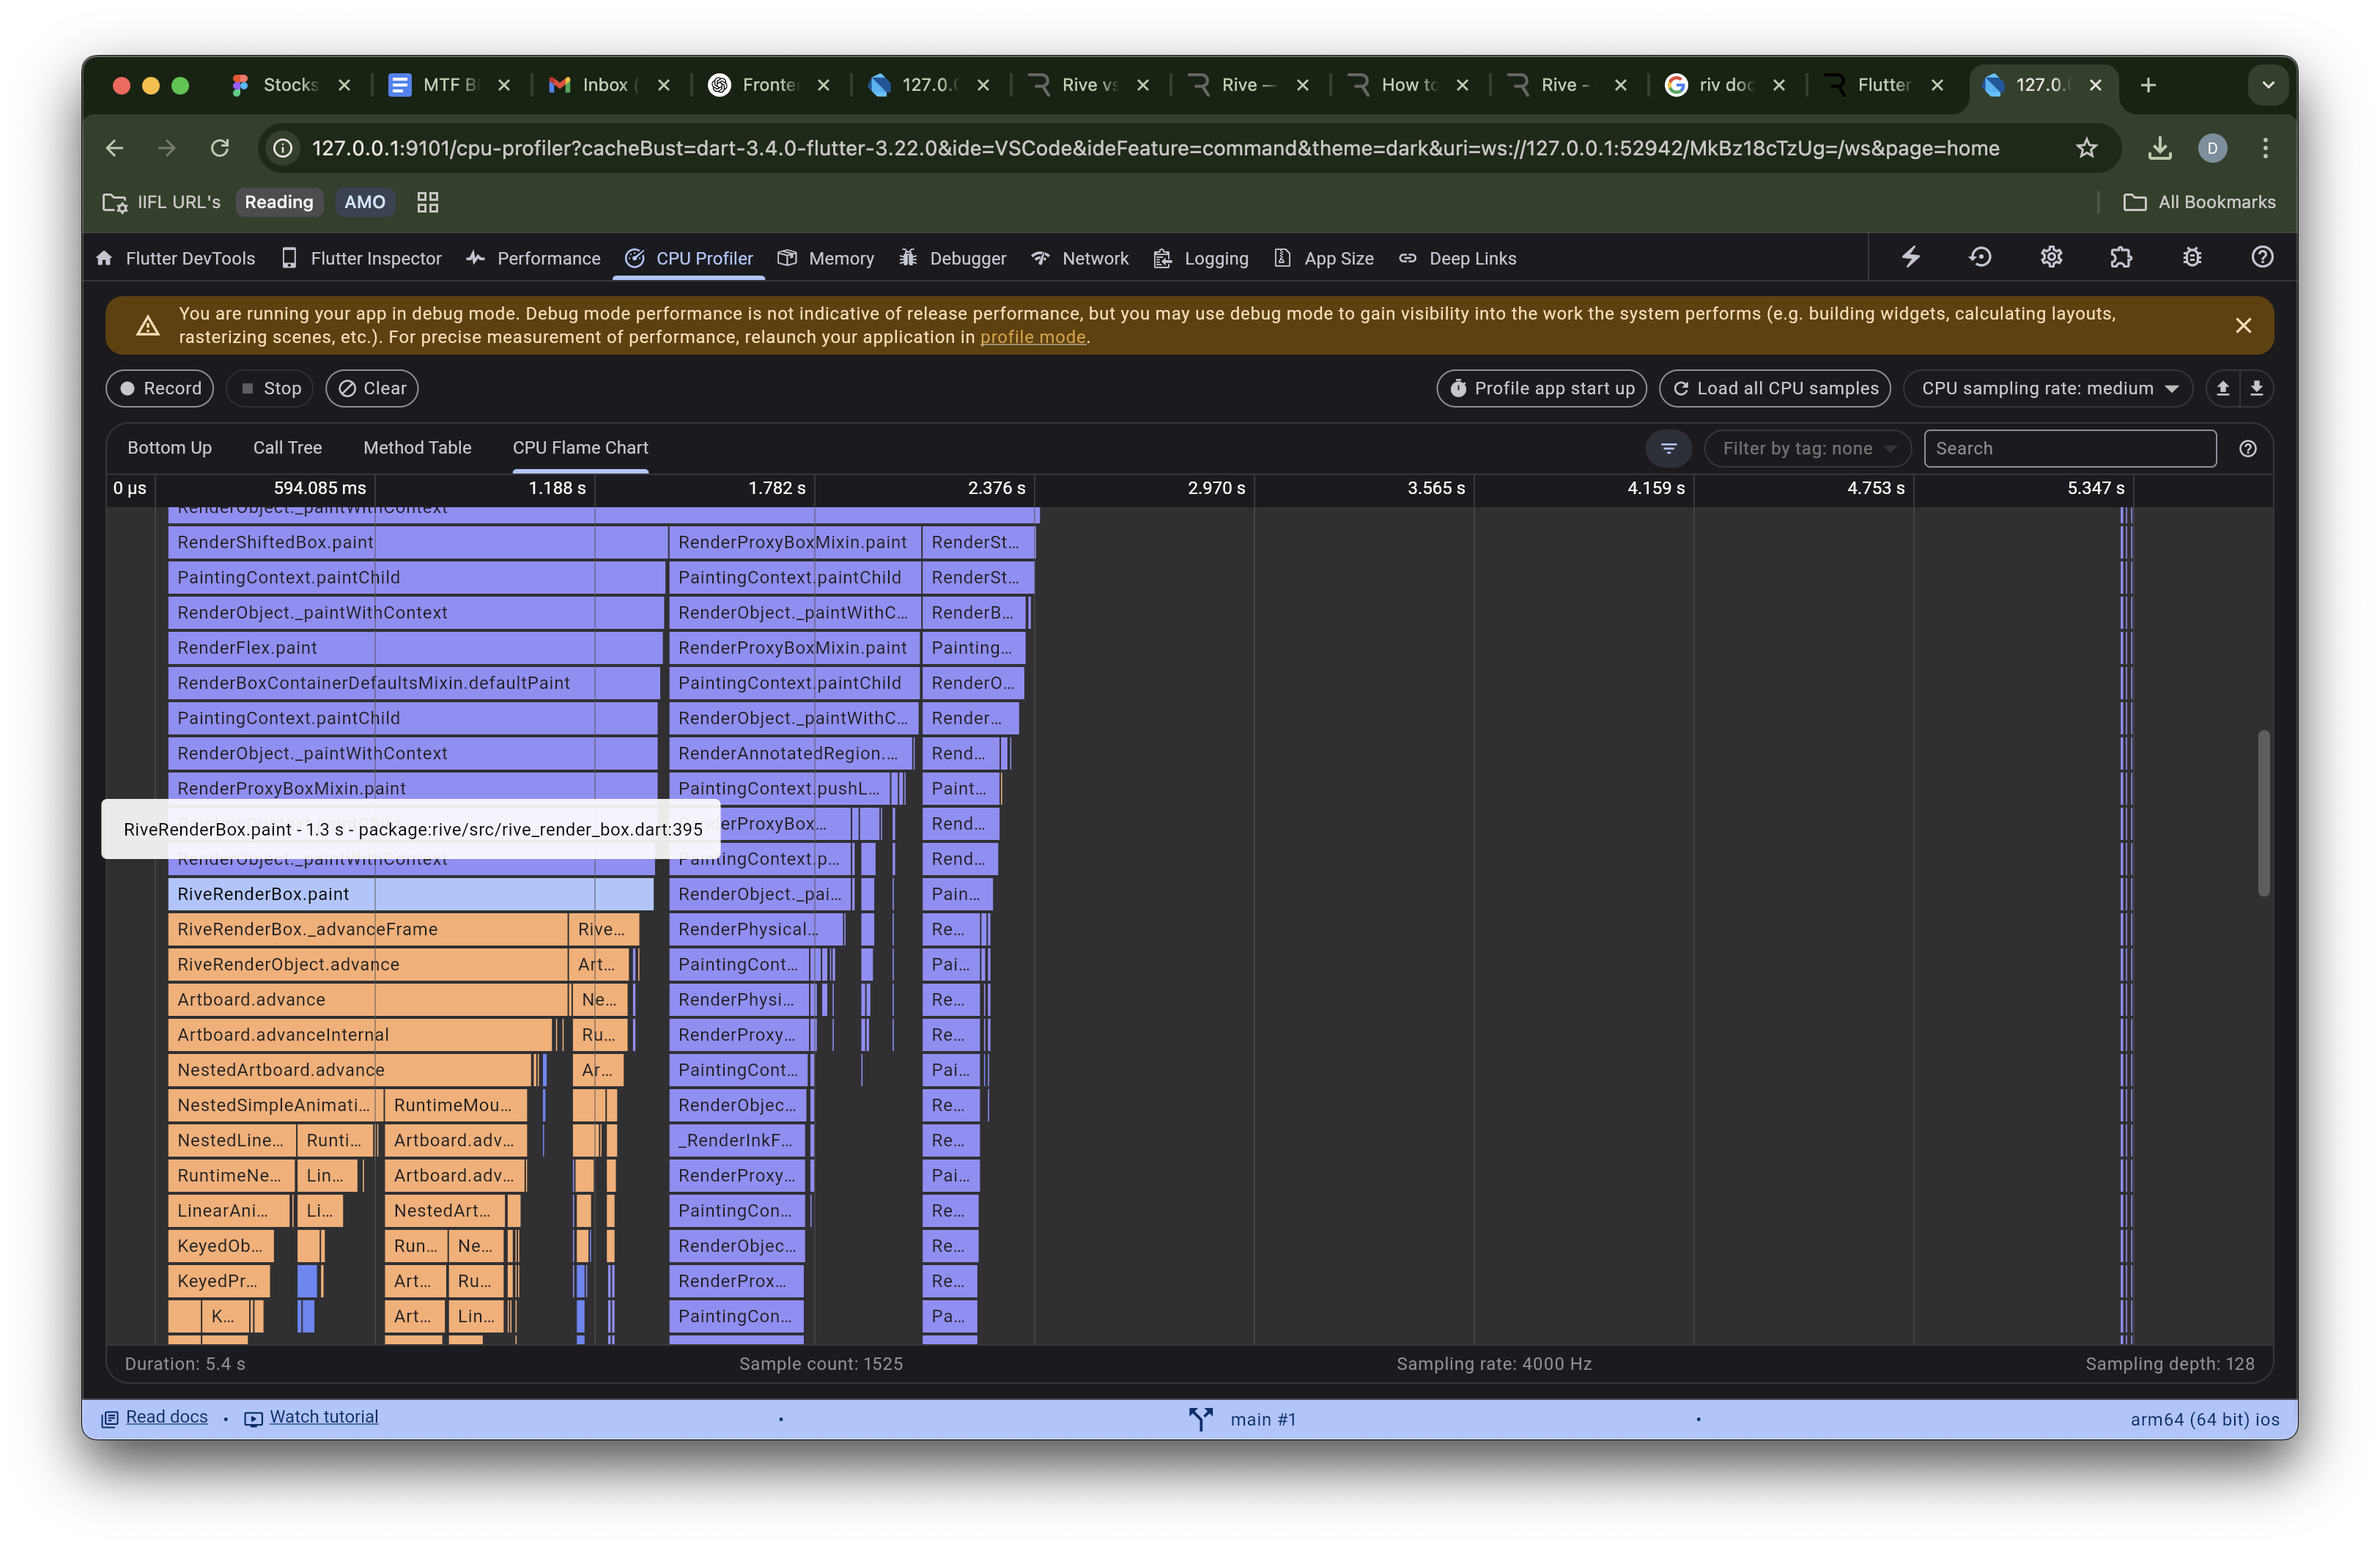 Stocks MTF Bl Inbox ( Fronte 127.0.0 Rive vs Rive — How to Rive - riv doc Flutter 127.0.
127.0.0.1:9101/cpu-profiler?cacheBust=dart-3.4.0-flutter-3.22.0&ide=VSCode&ideFeature=command&theme=dark&uri=ws://127.0.0.1:52942/MkBz18cTzUg=/ws&page=home D
IIFL URL's Reading AMO All Bookmarks
Flutter DevTools Flutter Inspector Performance CPU Profiler Memory Debugger Network Logging App Size Deep Links
You are running your app in debug mode. Debug mode performance is not indicative of release performance, but you may use debug mode to gain visibility into the work the system performs (e.g. building widgets, calculating layouts,
rasterizing scenes, etc.). For precise measurement of performance, relaunch your application in profile mode.
Record Stop Clear Profile app start up Load all CPU samples CPU sampling rate: medium
Bottom Up Call Tree Method Table CPU Flame Chart Filter by tag: none Search
0 μs 594.085 ms 1.188 s 1.782 s 2.376 s 2.970 s 3.565 s 4.159 s 4.753 s 5.347 s
RenderObject._paintWithContext
RenderShiftedBox.paint RenderProxyBoxMixin.paint RenderSt...
PaintingContext.paintChild PaintingContext.paintChild RenderSt...
RenderObject._paintWithContext RenderObject._paintWithC... RenderB...
RenderFlex.paint RenderProxyBoxMixin.paint Painting...
RenderBoxContainerDefaultsMixin.defaultPaint PaintingContext.paintChild RenderO...
PaintingContext.paintChild RenderObject._paintWithC... Render...
RenderObject._paintWithContext RenderAnnotatedRegion.... Rend...
RenderProxyBoxMixin.paint PaintingContext.pushL... Paint...
RiveRenderBox.paint - 1.3 s - package:rive/src/rive_render_box.dart:395 derProxyBox... Rend...
RenderObject._paintWithContext PaintingContext.p... Rend...
RiveRenderBox.paint RenderObject._pai... Pain...
RiveRenderBox._advanceFrame Rive... RenderPhysical... Re...
RiveRenderObject.advance Art... PaintingCont... Pai...
Artboard.advance Ne... RenderPhysi... Re...
Artboard.advanceInternal Ru... RenderProxy... Re...
NestedArtboard.advance Ar... PaintingCont... Pai...
NestedSimpleAnimati... RuntimeMou... RenderObjec... Re...
NestedLine... Runti... Artboard.adv... _RenderInkF... Re...
RuntimeNe... Lin... Artboard.adv... RenderProxy... Pai...
LinearAni... Li... NestedArt... PaintingCon... Re...
KeyedOb... Run... Ne... RenderObjec... Re...
KeyedPr... Art... Ru... RenderProx... Re...
K... Art... Lin... PaintingCon... Pa...
Duration: 5.4 s Sample count: 1525 Sampling rate: 4000 Hz Sampling depth: 128
Read docs • Watch tutorial • main #1 • arm64 (64 bit) ios